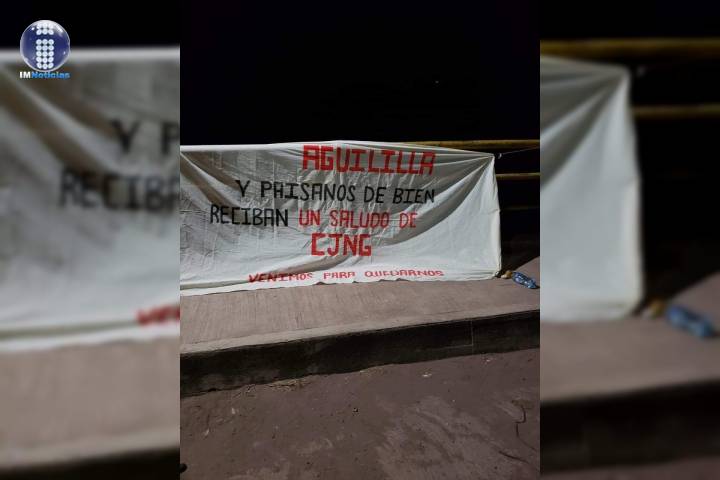 IMNoticias
AGUILILLA
Y PAISANOS DE BIEN
RECIBAN UN SALUDO DE
CJNG
VENIMOS PARA QUEDARNOS